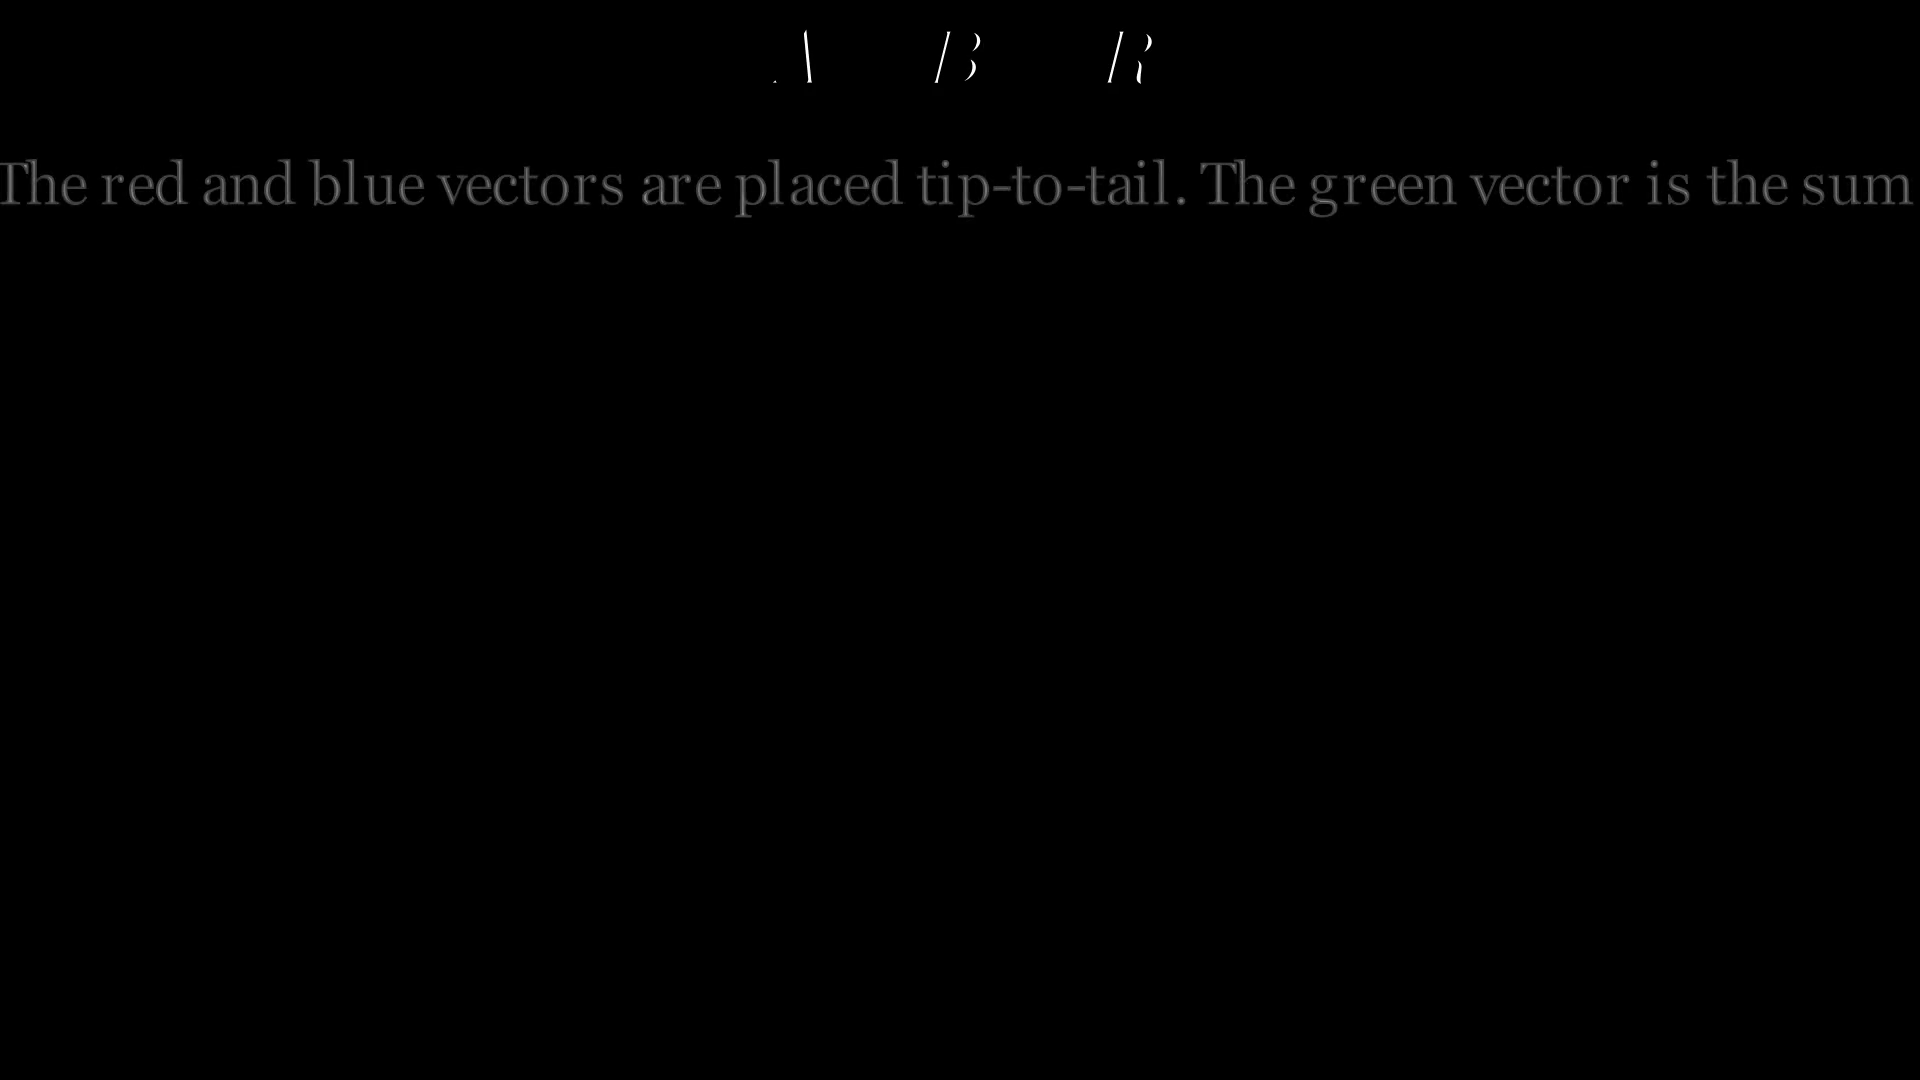 A B R
The red and blue vectors are placed tip-to-tail. The green vector is the sum